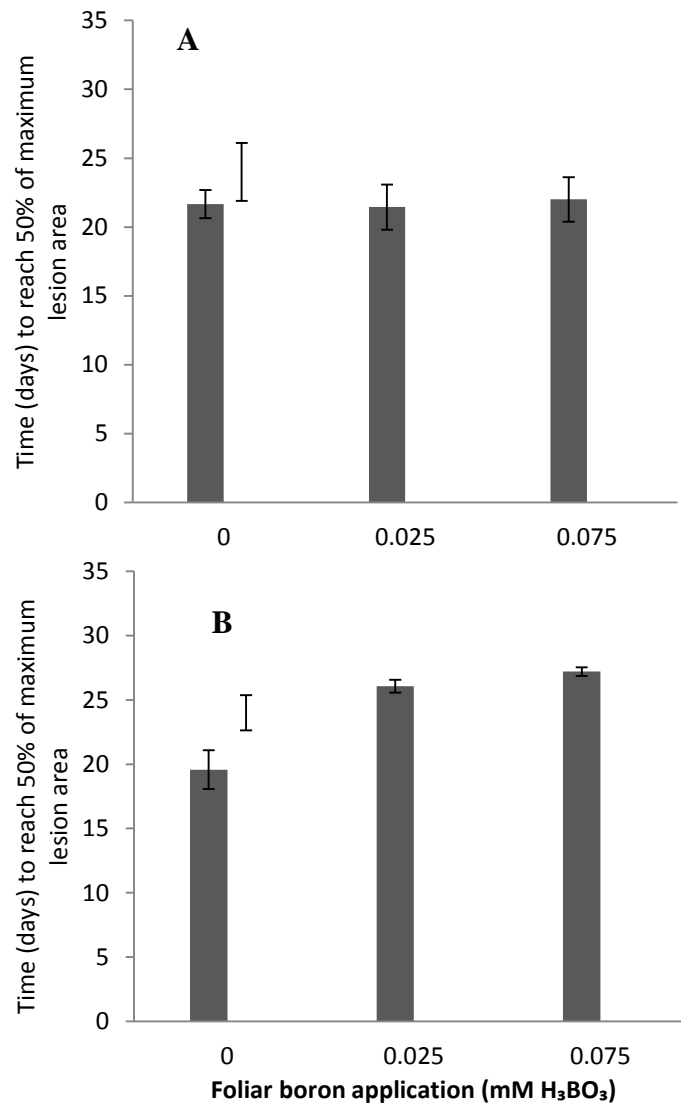 A
Time (days) to reach 50% of maximum
lesion area
35
30
25
20
15
10
5
0
0 0.025 0.075
B
Time (days) to reach 50% of maximum
lesion area
35
30
25
20
15
10
5
0
0 0.025 0.075
Foliar boron application (mM H₃BO₃)